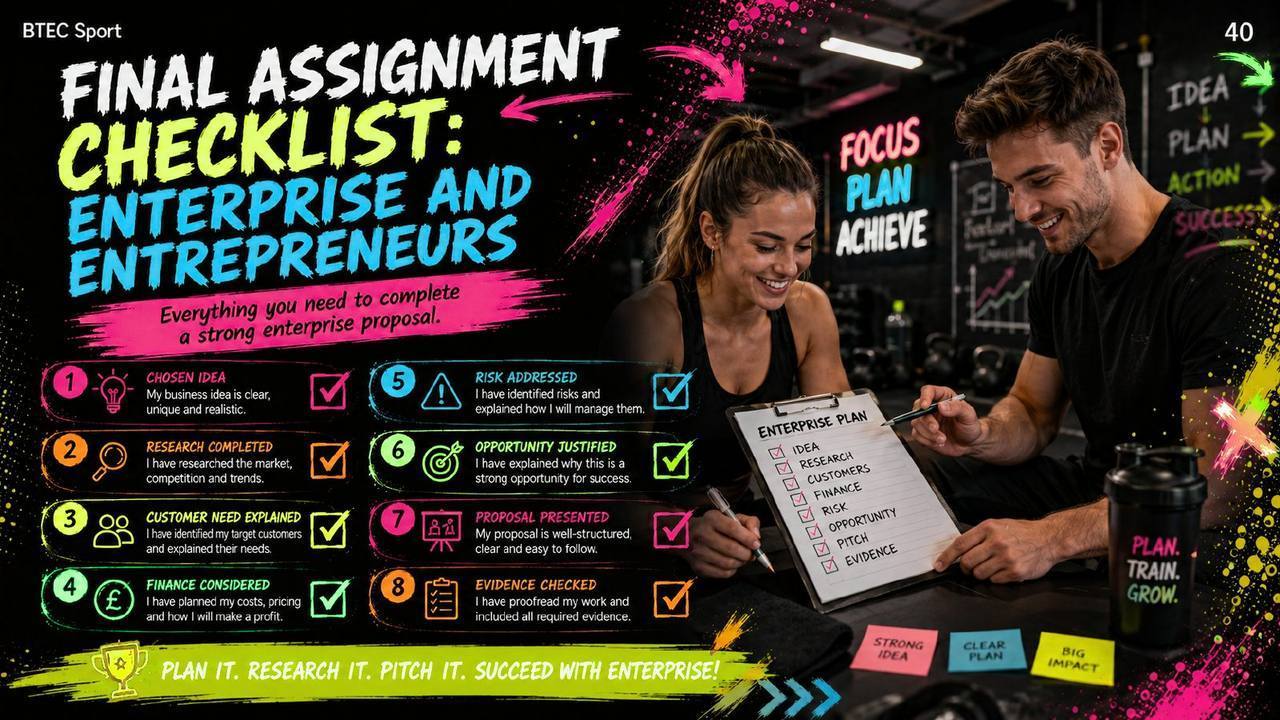 BTEC Sport
40
FINAL ASSIGNMENT
CHECKLIST:
ENTERPRISE AND
ENTREPRENEURS
Everything you need to complete
a strong enterprise proposal.
1
CHOSEN IDEA
My business idea is clear,
unique and realistic.
2
RESEARCH COMPLETED
I have researched the market,
competition and trends.
3
CUSTOMER NEED EXPLAINED
I have identified my target customers
and explained their needs.
4
FINANCE CONSIDERED
£
I have planned my costs, pricing
and how I will make a profit.
5
RISK ADDRESSED
I have identified risks and
explained how I will manage them.
6
OPPORTUNITY JUSTIFIED
I have explained why this is a
strong opportunity for success.
7
PROPOSAL PRESENTED
My proposal is well-structured,
clear and easy to follow.
8
EVIDENCE CHECKED
I have proofread my work and
included all required evidence.
PLAN IT. RESEARCH IT. PITCH IT. SUCCEED WITH ENTERPRISE!
FOCUS
PLAN
ACHIEVE
IDEA
PLAN
ACTION
SUCCESS
ENTERPRISE PLAN
IDEA
RESEARCH
CUSTOMERS
FINANCE
RISK
OPPORTUNITY
PITCH
EVIDENCE
PLAN.
TRAIN.
GROW.
STRONG
IDEA
CLEAR
PLAN
BIG
IMPACT